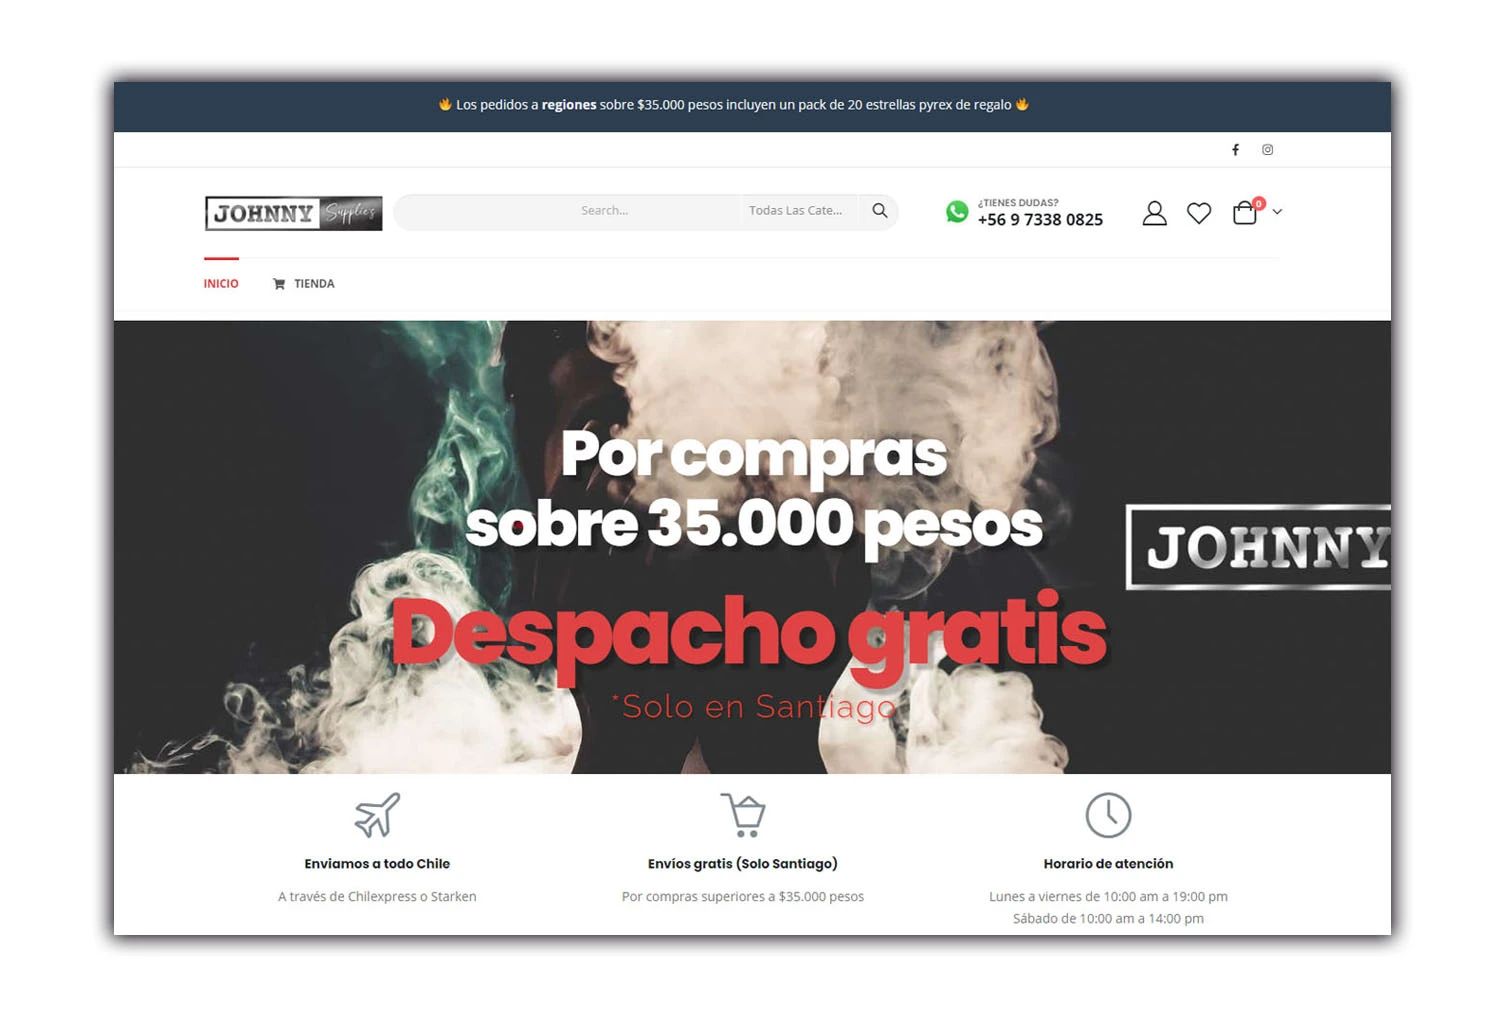 🔥 Los pedidos a regiones sobre $35.000 pesos incluyen un pack de 20 estrellas pyrex de regalo 🔥
JOHNNY Supplies
Search...
Todas Las Cate...
¿TIENES DUDAS?
+56 9 7338 0825
0
INICIO
TIENDA
Por compras
sobre 35.000 pesos
JOHNNY
Despacho gratis
*Solo en Santiago
Enviamos a todo Chile
A través de Chilexpress o Starken
Envíos gratis (Solo Santiago)
Por compras superiores a $35.000 pesos
Horario de atención
Lunes a viernes de 10:00 am a 19:00 pm
Sábado de 10:00 am a 14:00 pm